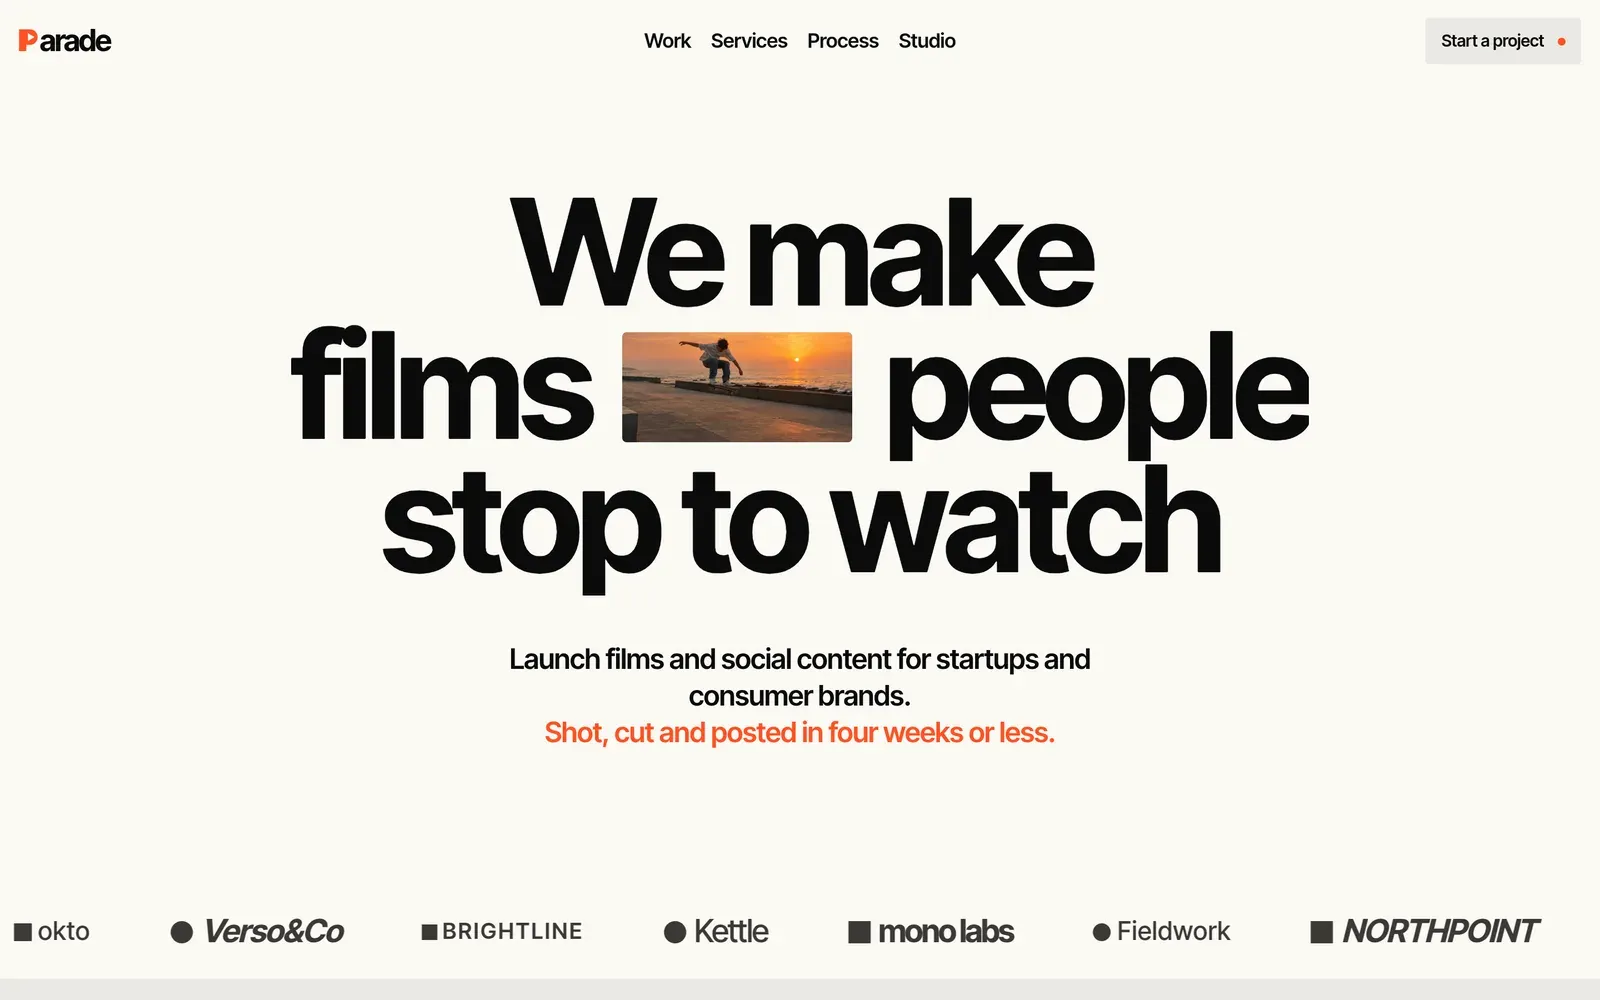 Parade
Work Services Process Studio
Start a project
We make
films people
stop to watch
Launch films and social content for startups and
consumer brands.
Shot, cut and posted in four weeks or less.
okto Verso&Co BRIGHTLINE Kettle mono labs Fieldwork NORTHPOINT